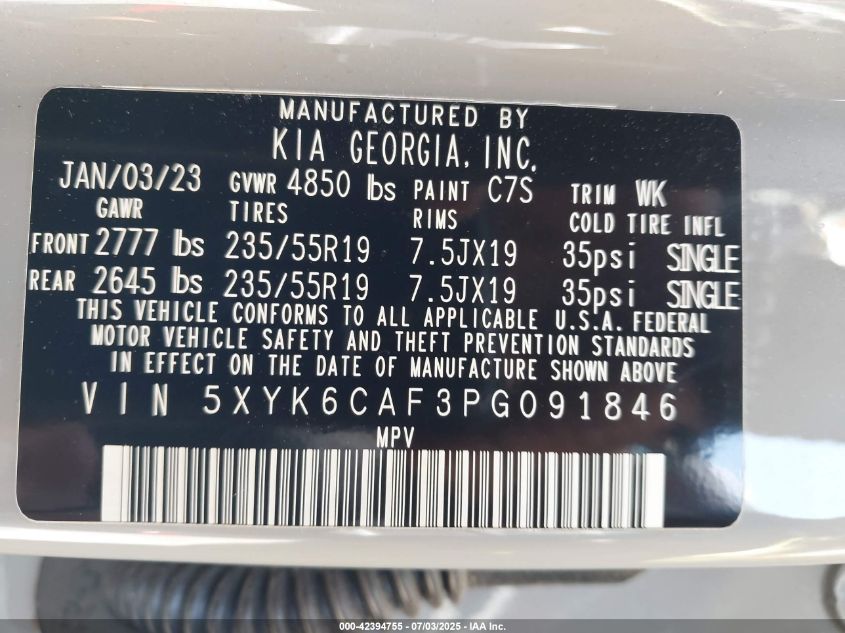 MANUFACTURED BY
KIA GEORGIA, INC.
JAN/03/23 GVWR 4850 lbs PAINT C7S TRIM WK
GAWR TIRES RIMS COLD TIRE INFL
FRONT 2777 lbs 235/55R19 7.5JX19 35psi SINGLE
REAR 2645 lbs 235/55R19 7.5JX19 35psi SINGLE
THIS VEHICLE CONFORMS TO ALL APPLICABLE U.S.A. FEDERAL
MOTOR VEHICLE SAFETY AND THEFT PREVENTION STANDARDS
IN EFFECT ON THE DATE OF MANUFACTURE SHOWN ABOVE
VIN 5XYK6CAF3PG091846
MPV
000-42394755 - 07/03/2025 - IAA Inc.